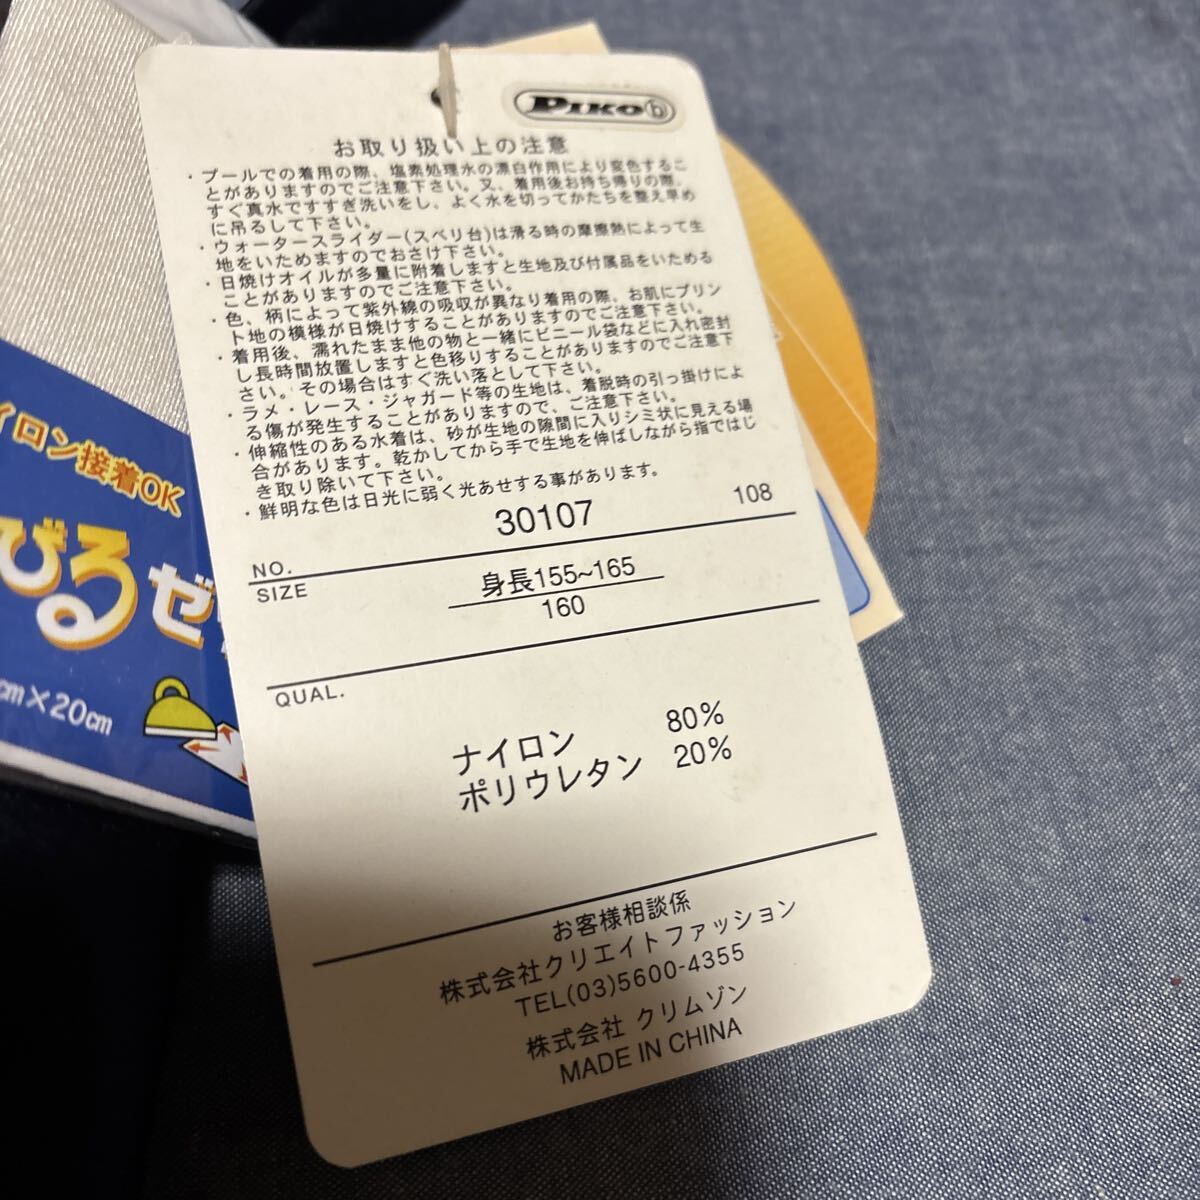 PIKO
お取り扱い上の注意
・プールでの着用の際、塩素処理水の漂白作用により変色するこ
とがありますのでご注意下さい。又、着用後お持ち帰りの際、
すぐ真水ですすぎ洗いをし、よく水を切ってかたちを整え早め
に吊るして下さい。
・ウォータースライダー(スベリ台)は滑る時の摩擦熱によって生
地をいためますのでおさけ下さい。
・日焼けオイルが多量に附着しますと生地及び付属品をいためる
ことがありますのでご注意下さい。
・色、柄によって紫外線の吸収が異なり着用の際、お肌にプリン
ト地の模様が日焼けすることがありますのでご注意下さい。
・着用後、濡れたまま他の物と一緒にビニール袋などに入れ密封
し長時間放置しますと色移りすることがありますのでご注意下
さい。その場合はすぐ洗い落として下さい。
・ラメ・レース・ジャガード等の生地は、着脱時の引っ掛けによ
る傷が発生することがありますので、ご注意下さい。
・伸縮性のある水着は、砂が生地の隙間に入りシミ状に見える場
合があります。乾かしてから手で生地を伸ばしながら指ではじ
き取り除いて下さい。
・鮮明な色は日光に弱く光あせする事があります。
NO. 30107 108
SIZE 身長155~165
160
QUAL.
ナイロン 80%
ポリウレタン 20%
お客様相談係
株式会社クリエイトファッション
TEL(03)5600-4355
株式会社 クリムゾン
MADE IN CHINA
イロン接着OK
びるゼ
cm×20cm